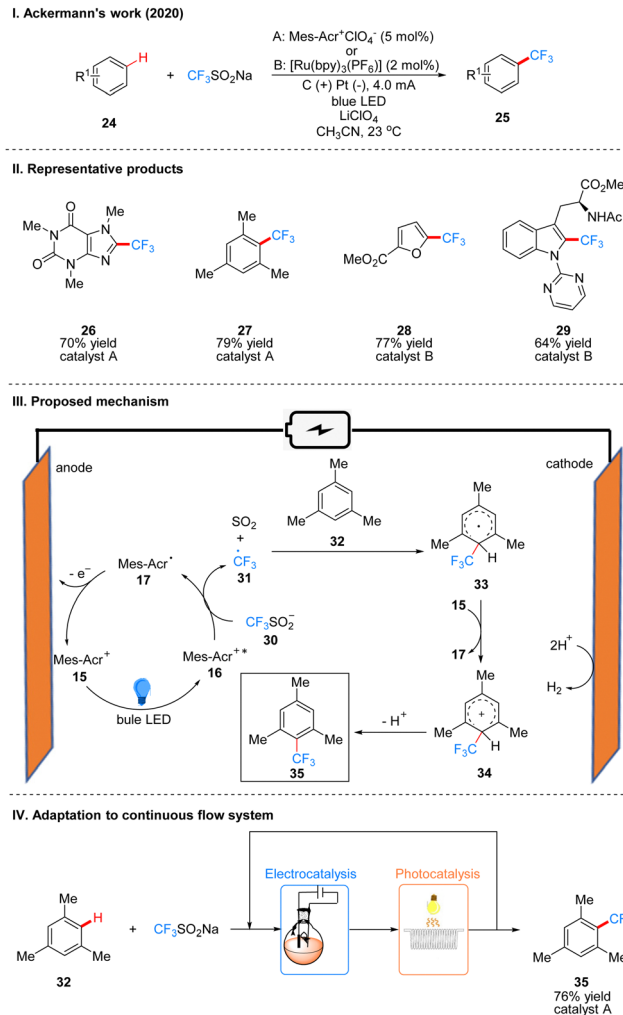 I. Ackermann's work (2020)
R¹
H
24
+
CF₃SO₂Na
A: Mes-Acr⁺ClO₄⁻ (5 mol%)
or
B: [Ru(bpy)₃(PF₆)] (2 mol%)
C (+) Pt (-), 4.0 mA
blue LED
LiClO₄
CH₃CN, 23 ºC
R¹
CF₃
25
II. Representative products
Me
N
O
O
N
Me
Me
N
N
CF₃
26
70% yield
catalyst A
Me
CF₃
Me
Me
27
79% yield
catalyst A
MeO₂C
O
CF₃
28
77% yield
catalyst B
CO₂Me
NHAc
CF₃
N
N
N
29
64% yield
catalyst B
III. Proposed mechanism
anode
cathode
- e⁻
Mes-Acr•
17
Mes-Acr⁺
15
bule LED
Mes-Acr⁺*
16
SO₂
+
•CF₃
31
CF₃SO₂⁻
30
Me
Me
Me
32
Me
Me
Me
F₃C
H
33
15
17
Me
Me
Me
+
F₃C
H
34
- H⁺
Me
Me
Me
CF₃
35
2H⁺
H₂
IV. Adaptation to continuous flow system
Me
H
Me
Me
32
+
CF₃SO₂Na
Electrocatalysis
Photocatalysis
Me
Me
Me
35
76% yield
catalyst A